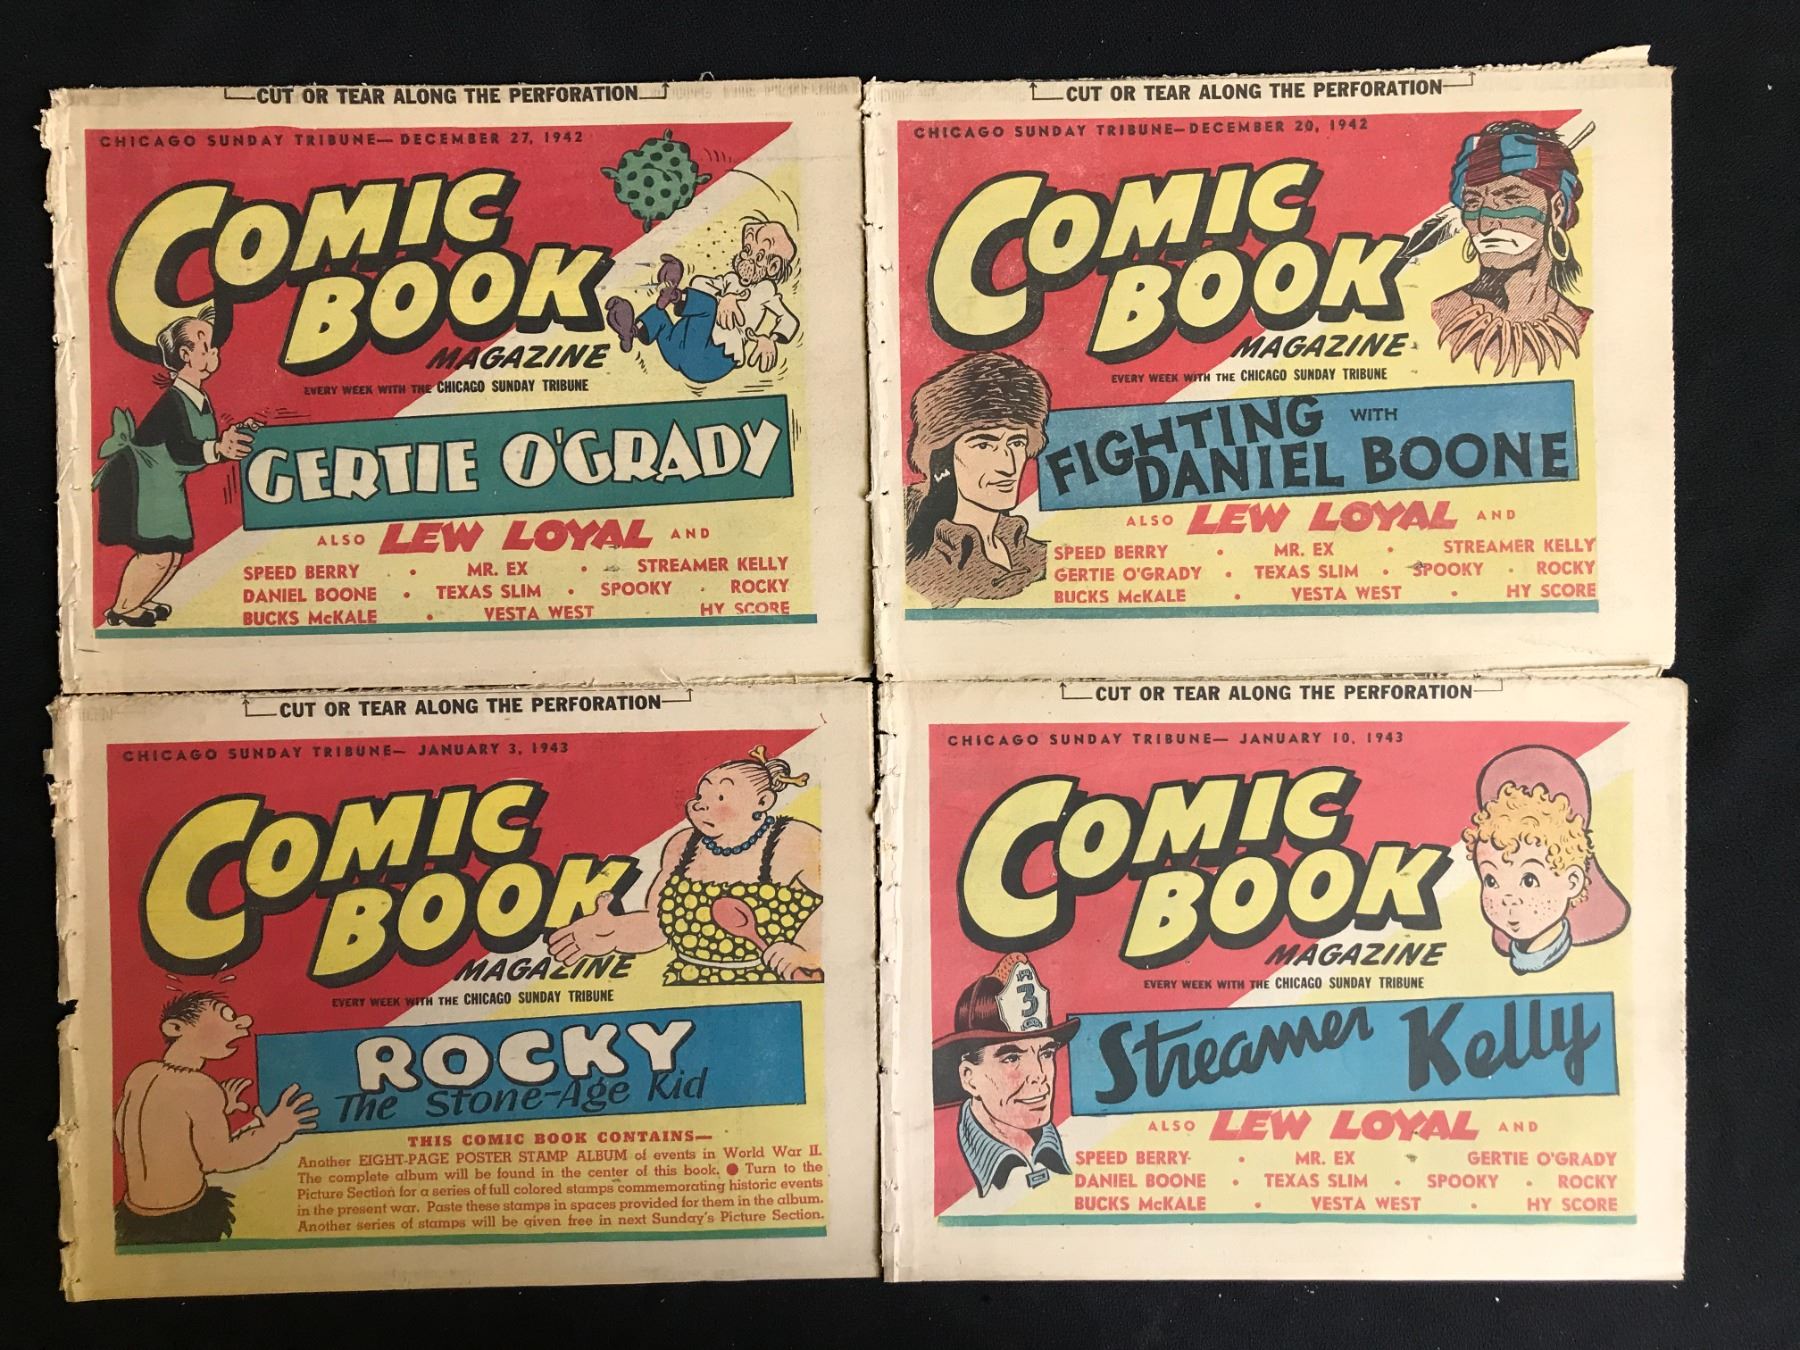 CUT OR TEAR ALONG THE PERFORATION
CHICAGO SUNDAY TRIBUNE— DECEMBER 27, 1942
COMIC
BOOK
MAGAZINE
EVERY WEEK WITH THE CHICAGO SUNDAY TRIBUNE
GERTIE O'GRADY
ALSO LEW LOYAL AND
SPEED BERRY • MR. EX • STREAMER KELLY
DANIEL BOONE • TEXAS SLIM • SPOOKY • ROCKY
BUCKS McKALE • VESTA WEST HY SCORE
CUT OR TEAR ALONG THE PERFORATION
CHICAGO SUNDAY TRIBUNE—DECEMBER 20, 1942
COMIC
BOOK
MAGAZINE
EVERY WEEK WITH THE CHICAGO SUNDAY TRIBUNE
FIGHTING WITH
DANIEL BOONE
ALSO LEW LOYAL AND
SPEED BERRY • MR. EX • STREAMER KELLY
GERTIE O'GRADY • TEXAS SLIM • SPOOKY • ROCKY
BUCKS McKALE • VESTA WEST • HY SCORE
CUT OR TEAR ALONG THE PERFORATION
CHICAGO SUNDAY TRIBUNE— JANUARY 3, 1943
COMIC
BOOK
MAGAZINE
EVERY WEEK WITH THE CHICAGO SUNDAY TRIBUNE
ROCKY
The Stone-Age Kid
THIS COMIC BOOK CONTAINS—
Another EIGHT-PAGE POSTER STAMP ALBUM of events in World War II.
The complete album will be found in the center of this book. ● Turn to the
Picture Section for a series of full colored stamps commemorating historic events
in the present war. Paste these stamps in spaces provided for them in the album.
Another series of stamps will be given free in next Sunday's Picture Section.
CUT OR TEAR ALONG THE PERFORATION
CHICAGO SUNDAY TRIBUNE— JANUARY 10, 1943
COMIC
BOOK
MAGAZINE
EVERY WEEK WITH THE CHICAGO SUNDAY TRIBUNE
3
Streamer Kelly
ALSO LEW LOYAL AND
SPEED BERRY • MR. EX • GERTIE O'GRADY
DANIEL BOONE • TEXAS SLIM • SPOOKY • ROCKY
BUCKS McKALE • VESTA WEST • HY SCORE